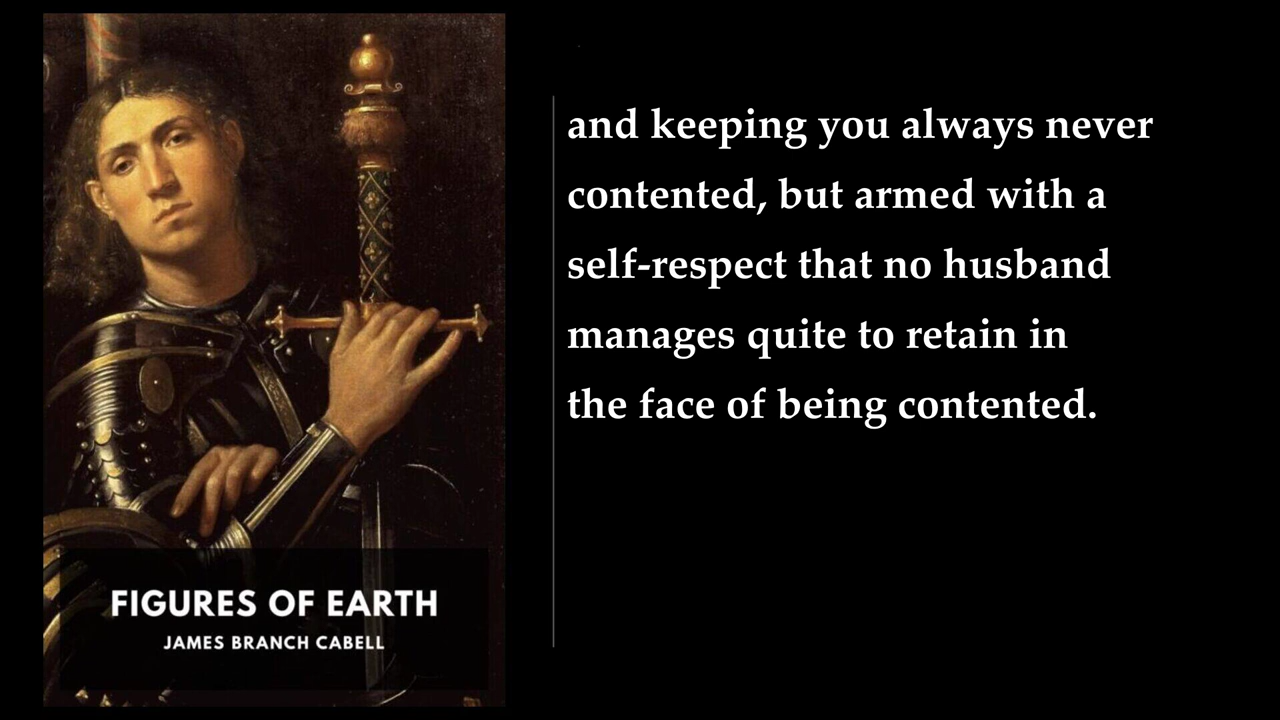 and keeping you always never
contented, but armed with a
self-respect that no husband
manages quite to retain in
the face of being contented.
FIGURES OF EARTH
JAMES BRANCH CABELL